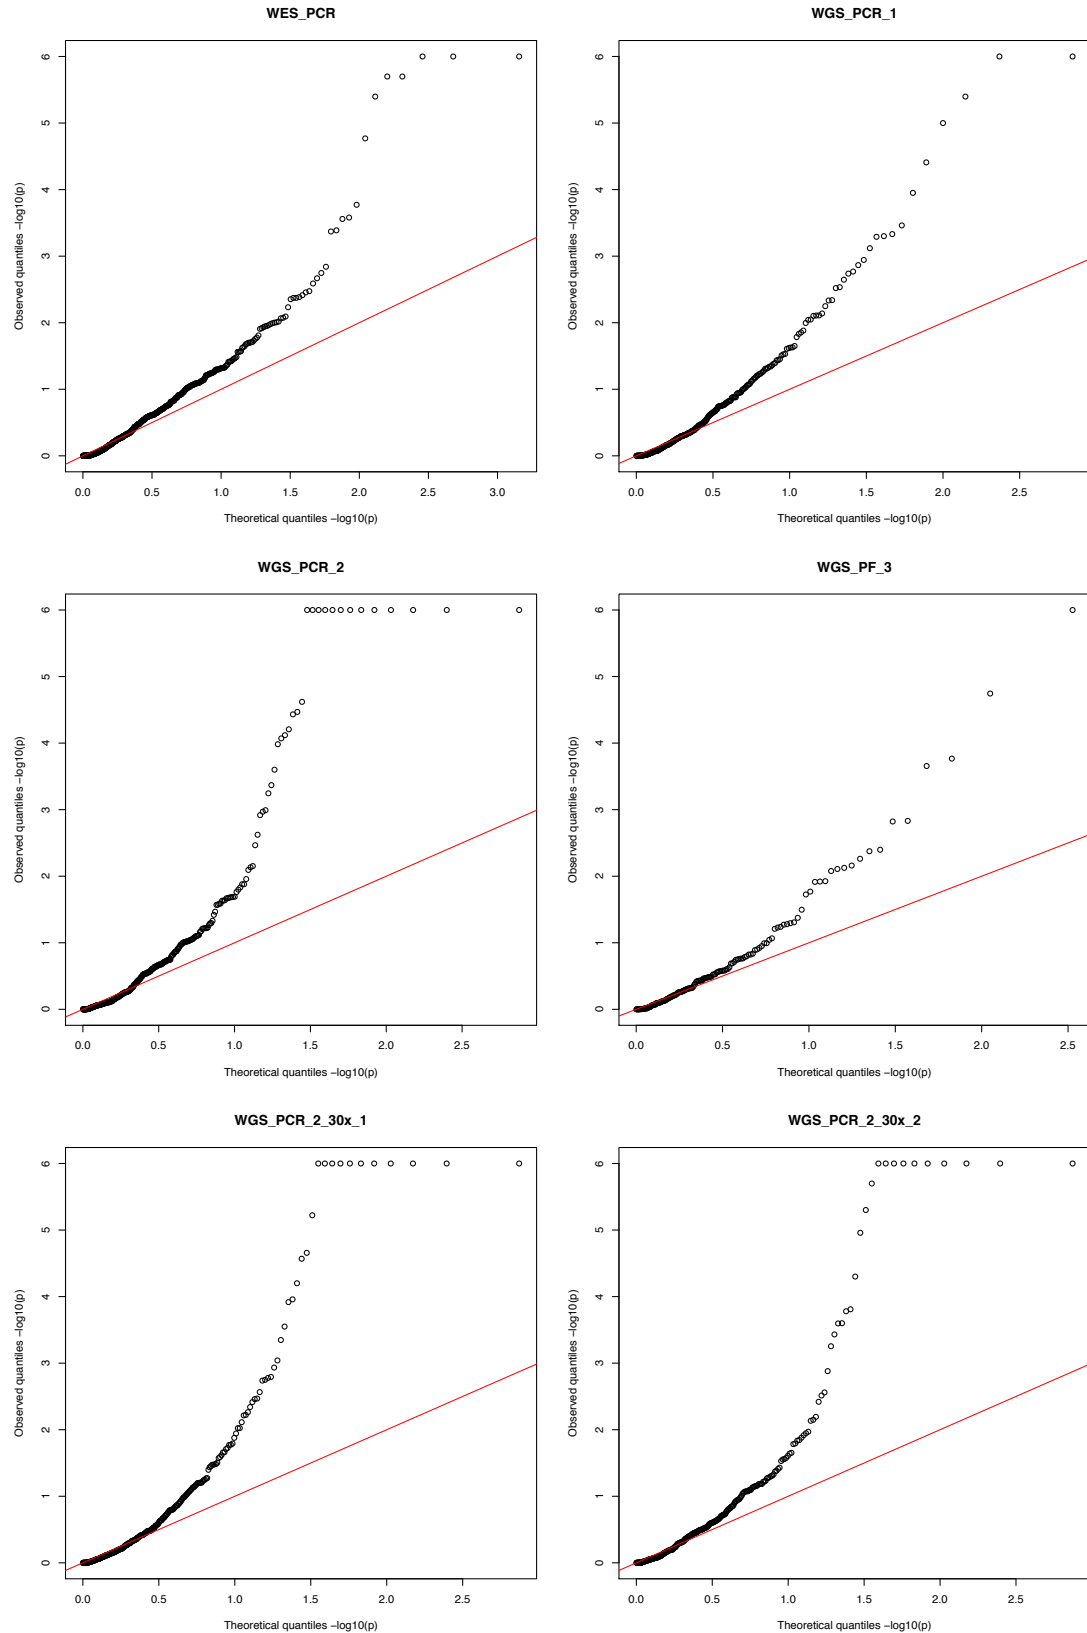 WES_PCR
Observed quantiles −log10(p)
0 1 2 3 4 5 6
0.0 0.5 1.0 1.5 2.0 2.5 3.0
Theoretical quantiles −log10(p)
WGS_PCR_1
Observed quantiles −log10(p)
0 1 2 3 4 5 6
0.0 0.5 1.0 1.5 2.0 2.5
Theoretical quantiles −log10(p)
WGS_PCR_2
Observed quantiles −log10(p)
0 1 2 3 4 5 6
0.0 0.5 1.0 1.5 2.0 2.5
Theoretical quantiles −log10(p)
WGS_PF_3
Observed quantiles −log10(p)
0 1 2 3 4 5 6
0.0 0.5 1.0 1.5 2.0 2.5
Theoretical quantiles −log10(p)
WGS_PCR_2_30x_1
Observed quantiles −log10(p)
0 1 2 3 4 5 6
0.0 0.5 1.0 1.5 2.0 2.5
Theoretical quantiles −log10(p)
WGS_PCR_2_30x_2
Observed quantiles −log10(p)
0 1 2 3 4 5 6
0.0 0.5 1.0 1.5 2.0 2.5
Theoretical quantiles −log10(p)